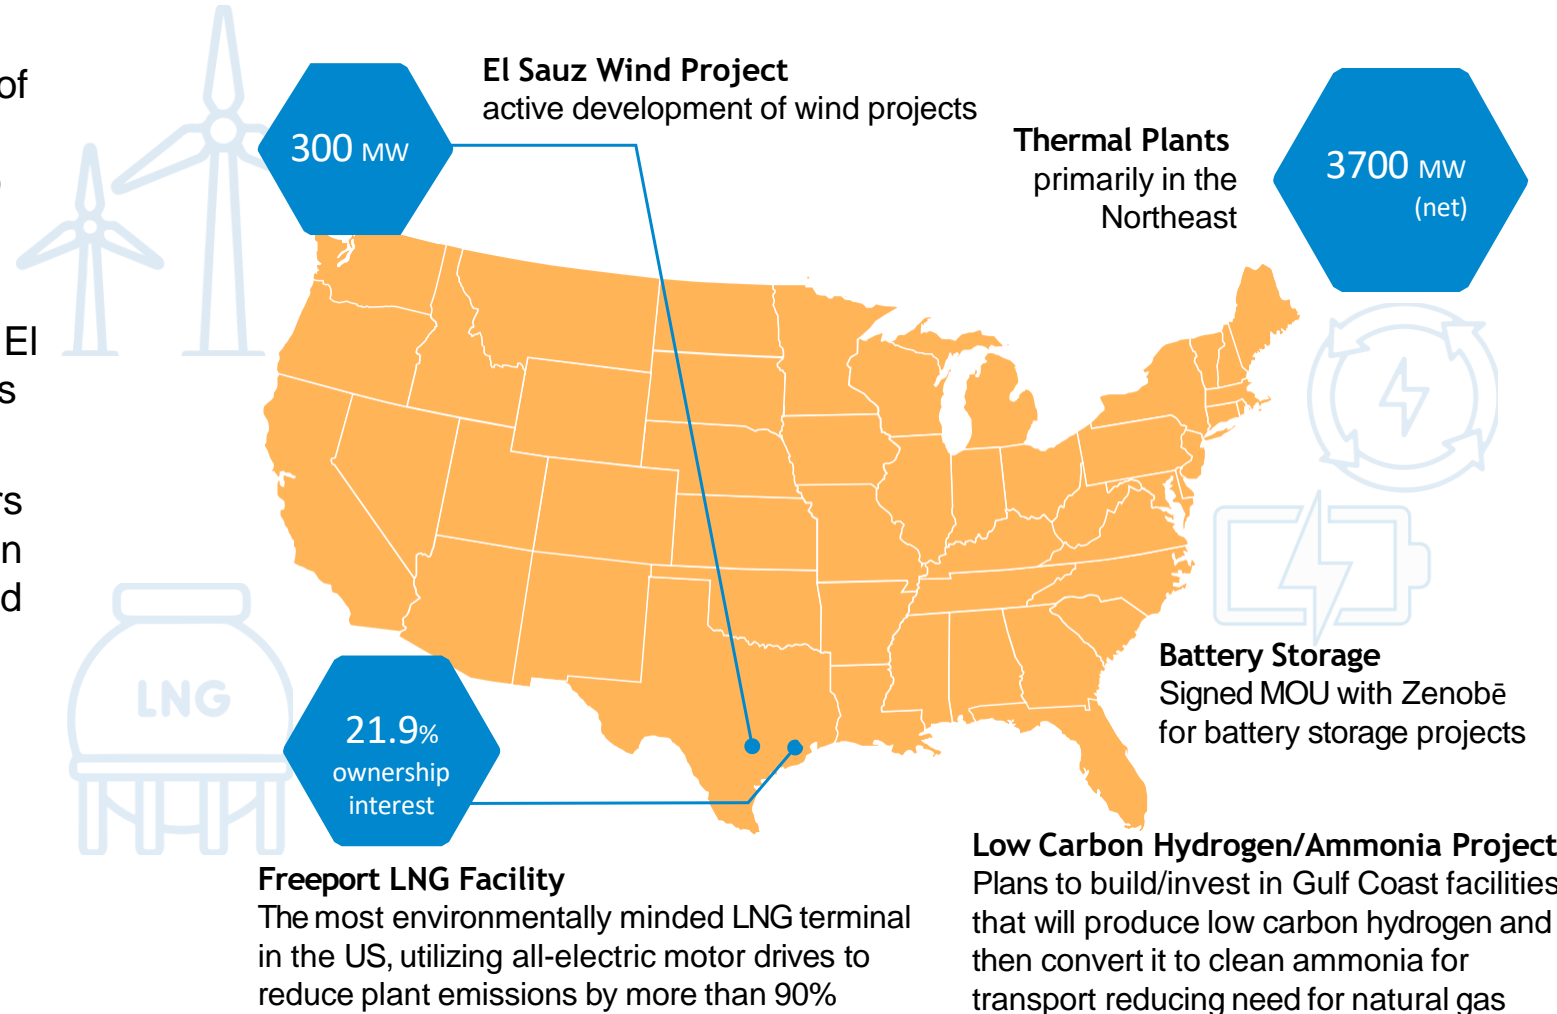 of
El
s
rs
n
d
300 MW
El Sauz Wind Project
active development of wind projects
Thermal Plants
primarily in the
Northeast
3700 MW
(net)
LNG
21.9%
ownership
interest
Battery Storage
Signed MOU with Zenobē
for battery storage projects
Freeport LNG Facility
The most environmentally minded LNG terminal
in the US, utilizing all-electric motor drives to
reduce plant emissions by more than 90%
Low Carbon Hydrogen/Ammonia Project
Plans to build/invest in Gulf Coast facilities
that will produce low carbon hydrogen and
then convert it to clean ammonia for
transport reducing need for natural gas